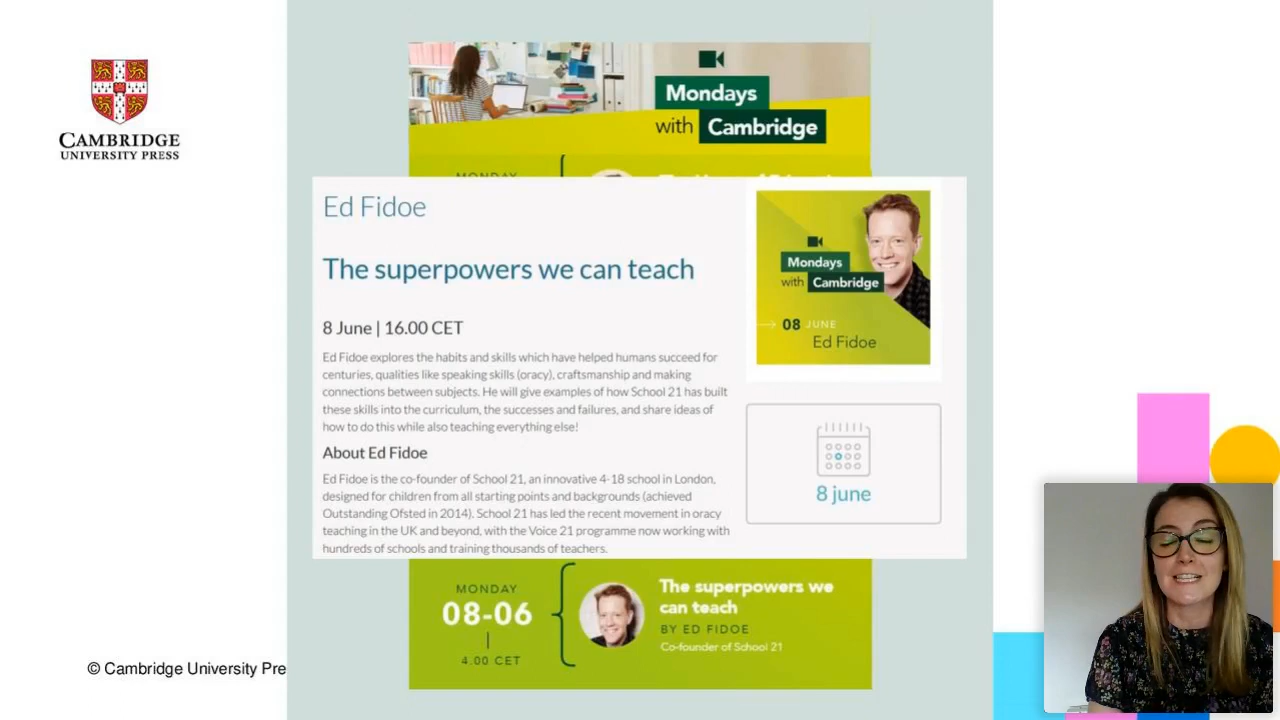 CAMBRIDGE
UNIVERSITY PRESS
Mondays
with Cambridge
MONDAY
Ed Fidoe
The superpowers we can teach
8 June | 16.00 CET
Ed Fidoe explores the habits and skills which have helped humans succeed for
centuries, qualities like speaking skills (oracy), craftsmanship and making
connections between subjects. He will give examples of how School 21 has built
these skills into the curriculum, the successes and failures, and share ideas of
how to do this while also teaching everything else!
About Ed Fidoe
Ed Fidoe is the co-founder of School 21, an innovative 4-18 school in London,
designed for children from all starting points and backgrounds (achieved
Outstanding Ofsted in 2014). School 21 has led the recent movement in oracy
teaching in the UK and beyond, with the Voice 21 programme now working with
hundreds of schools and training thousands of teachers.
Mondays
with Cambridge
08 JUNE
Ed Fidoe
8 june
MONDAY
08-06
4.00 CET
The superpowers we
can teach
BY ED FIDOE
Co-founder of School 21
© Cambridge University Pre